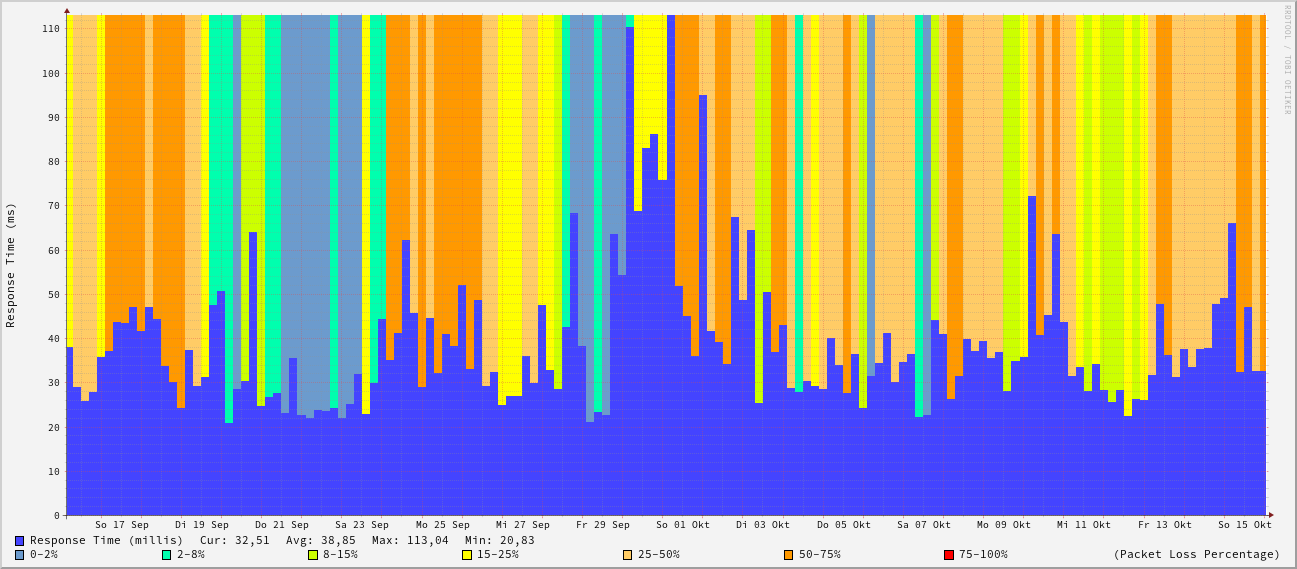 RRDTOOL / TOBI OETIKER
Response Time (ms)
110
100
90
80
70
60
50
40
30
20
10
0
So 17 Sep Di 19 Sep Do 21 Sep Sa 23 Sep Mo 25 Sep Mi 27 Sep Fr 29 Sep So 01 Okt Di 03 Okt Do 05 Okt Sa 07 Okt Mo 09 Okt Mi 11 Okt Fr 13 Okt So 15 Okt
Response Time (millis) Cur: 32,51 Avg: 38,85 Max: 113,04 Min: 20,83
0-2% 2-8% 8-15% 15-25% 25-50% 50-75% 75-100% (Packet Loss Percentage)